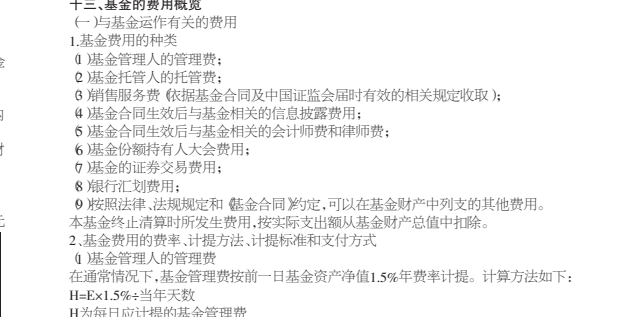 十三、基金的费用概览
(一)与基金运作有关的费用
1.基金费用的种类
(1)基金管理人的管理费;
(2)基金托管人的托管费;
(3)销售服务费(依据基金合同及中国证监会届时有效的相关规定收取);
(4)基金合同生效后与基金相关的信息披露费用;
(5)基金合同生效后与基金相关的会计师费和律师费;
(6)基金份额持有人大会费用;
(7)基金的证券交易费用;
(8)银行汇划费用;
(9)按照法律、法规规定和《基金合同》约定,可以在基金财产中列支的其他费用。
本基金终止清算时所发生费用,按实际支出额从基金财产总值中扣除。
2、基金费用的费率、计提方法、计提标准和支付方式
(1)基金管理人的管理费
在通常情况下,基金管理费按前一日基金资产净值1.5%年费率计提。计算方法如下:
H=E×1.5%÷当年天数
H为每日应计提的基金管理费